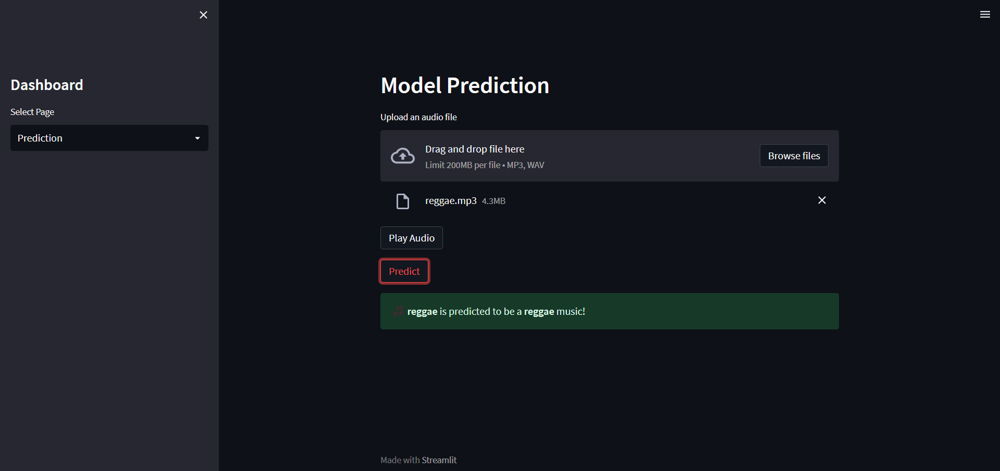 Dashboard
Select Page
Prediction
Model Prediction
Upload an audio file
Drag and drop file here
Limit 200MB per file • MP3, WAV
Browse files
reggae.mp3 4.3MB
Play Audio
Predict
🎵 reggae is predicted to be a reggae music!
Made with Streamlit